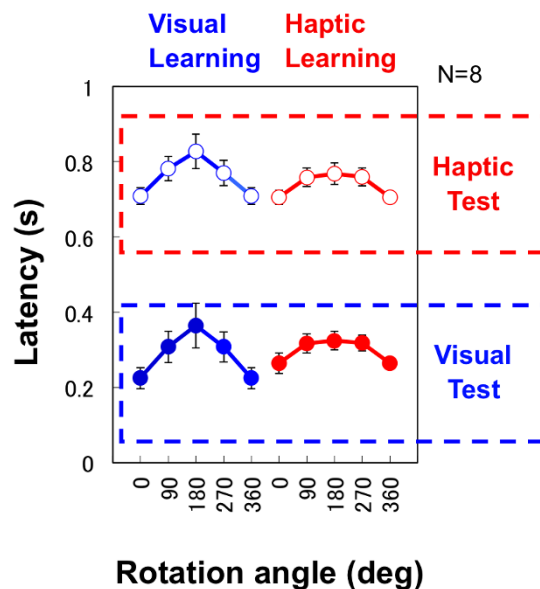 Visual
Learning
Haptic
Learning
N=8
1
0.8
0.6
0.4
0.2
0
Latency (s)
Haptic
Test
Visual
Test
0 90 180 270 360 0 90 180 270 360
Rotation angle (deg)